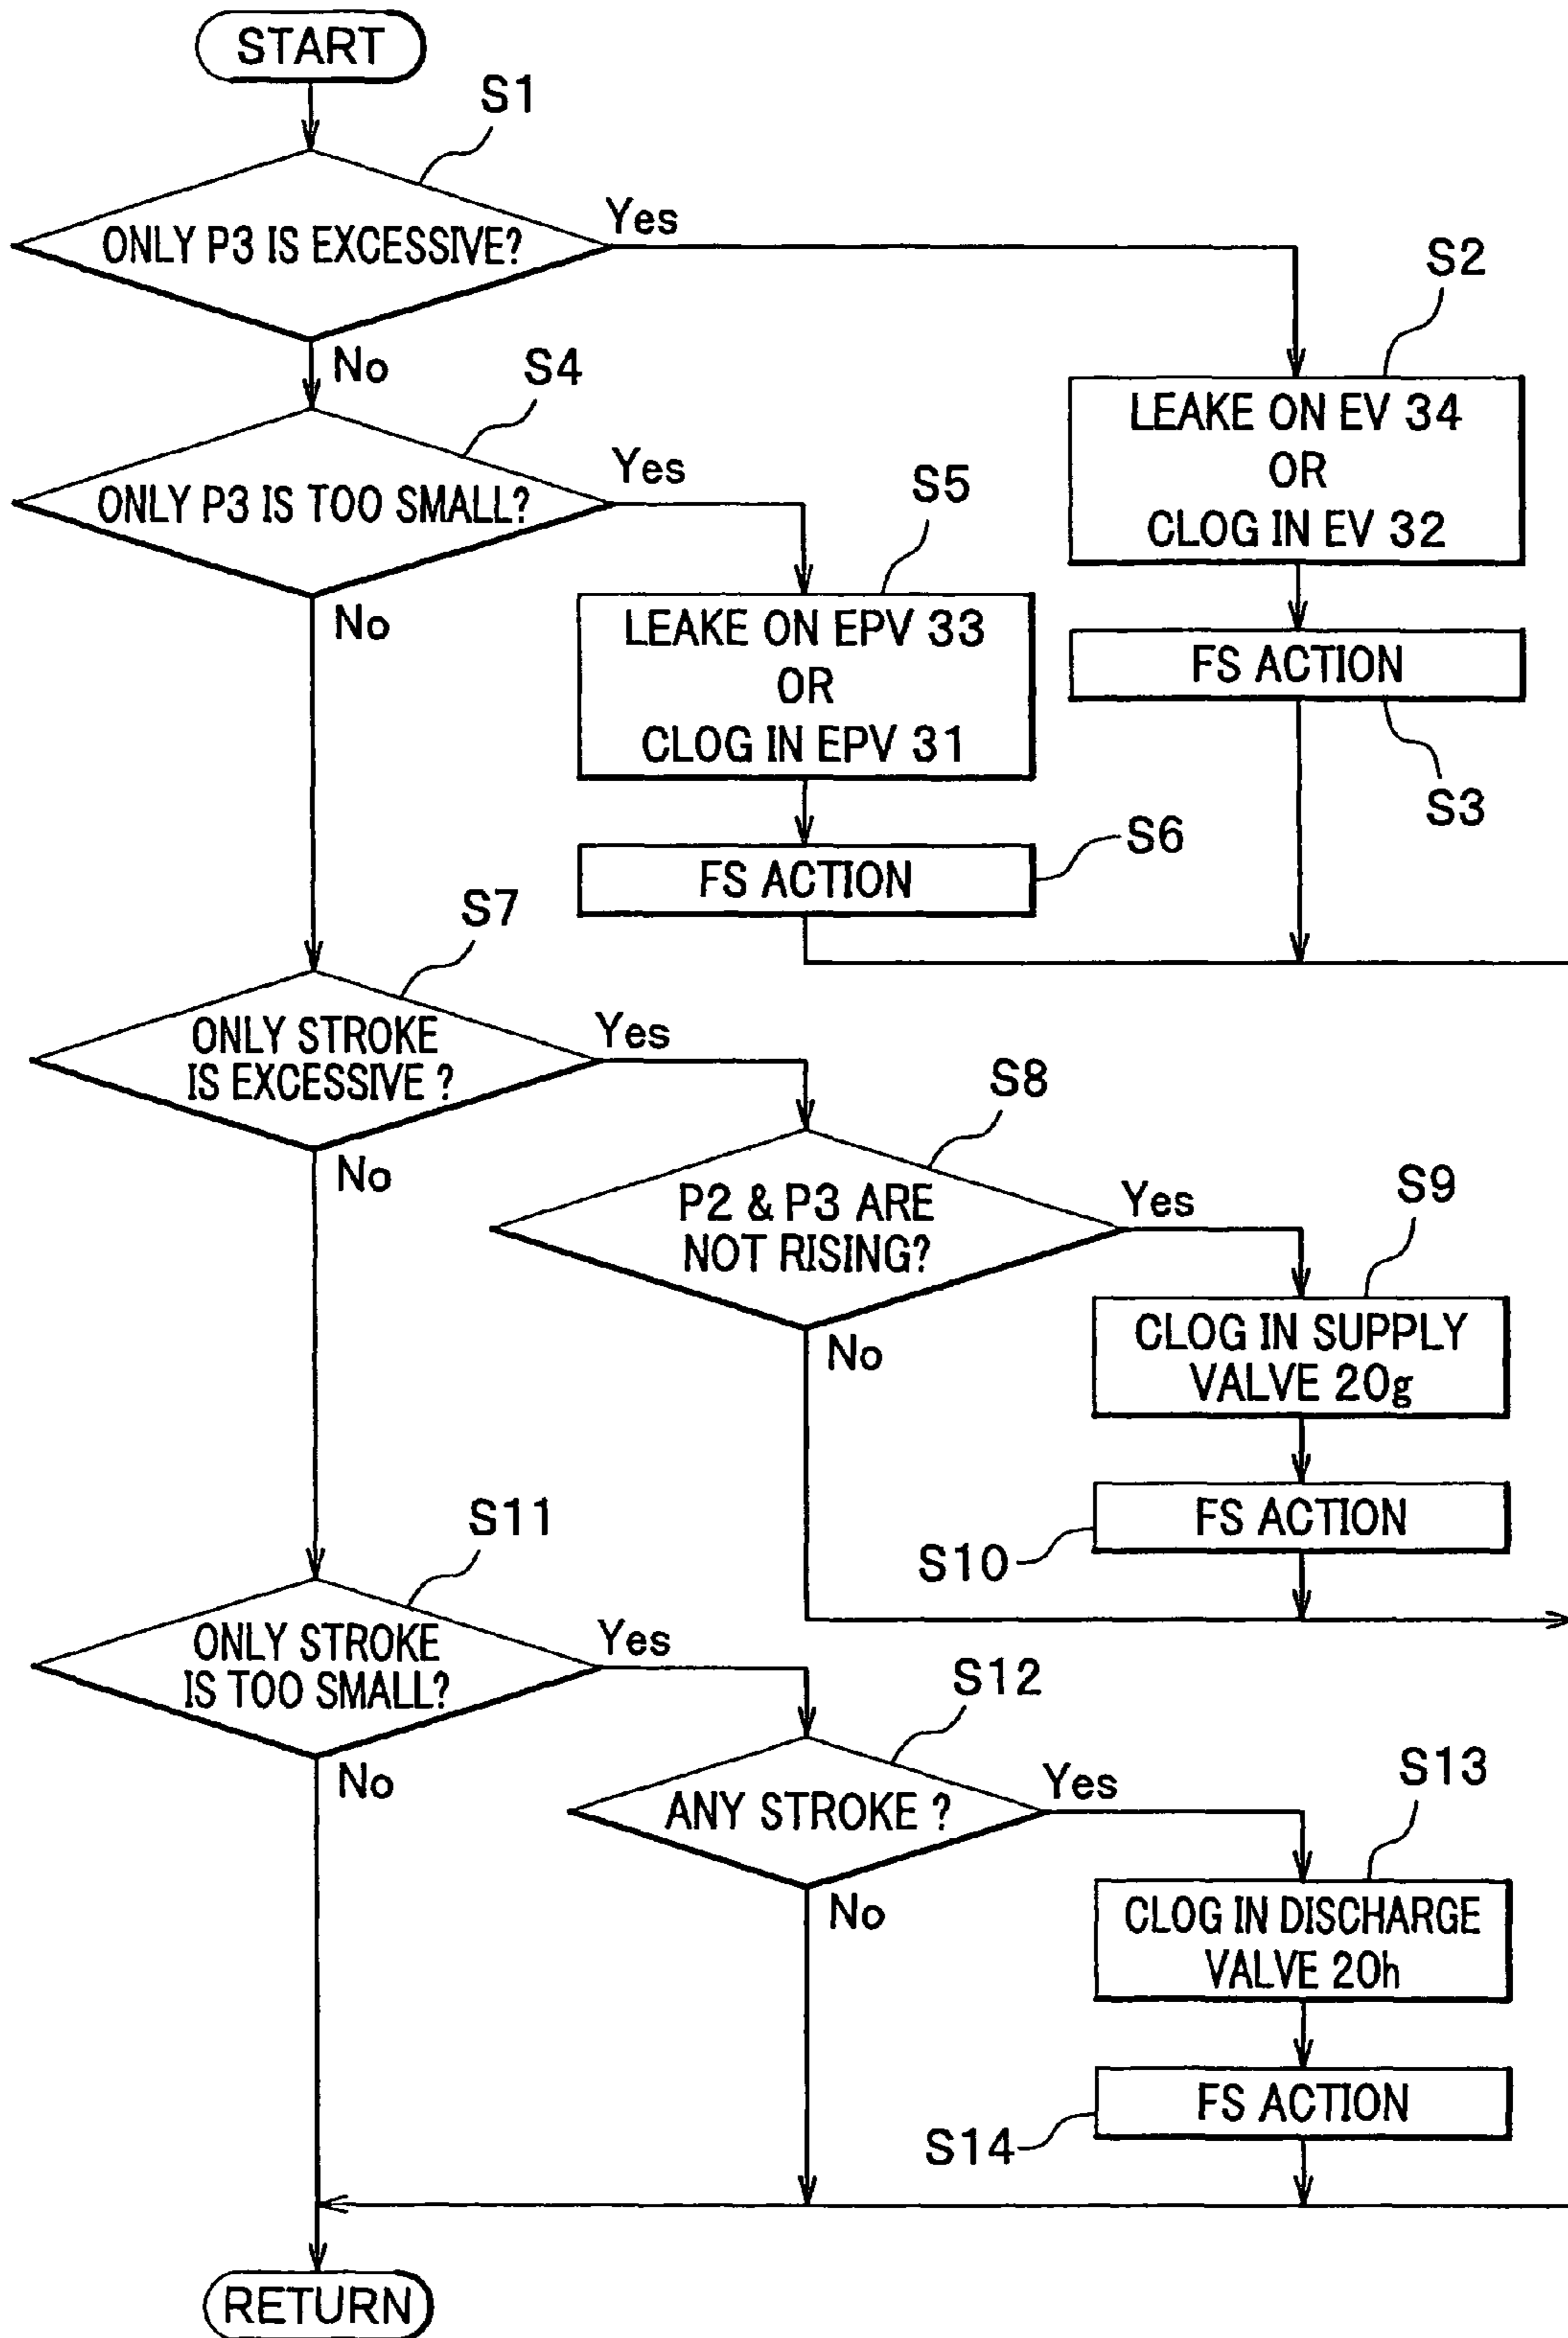 START
S1
ONLY P3 IS EXCESSIVE?
Yes
No
S2
LEAKE ON EV 34
OR
CLOG IN EV 32
FS ACTION
S3
S4
ONLY P3 IS TOO SMALL?
Yes
No
S5
LEAKE ON EPV 33
OR
CLOG IN EPV 31
FS ACTION
S6
S7
ONLY STROKE
IS EXCESSIVE ?
Yes
No
S8
P2 & P3 ARE
NOT RISING?
Yes
No
S9
CLOG IN SUPPLY
VALVE 20g
FS ACTION
S10
S11
ONLY STROKE
IS TOO SMALL?
Yes
No
S12
ANY STROKE ?
Yes
No
S13
CLOG IN DISCHARGE
VALVE 20h
FS ACTION
S14
RETURN